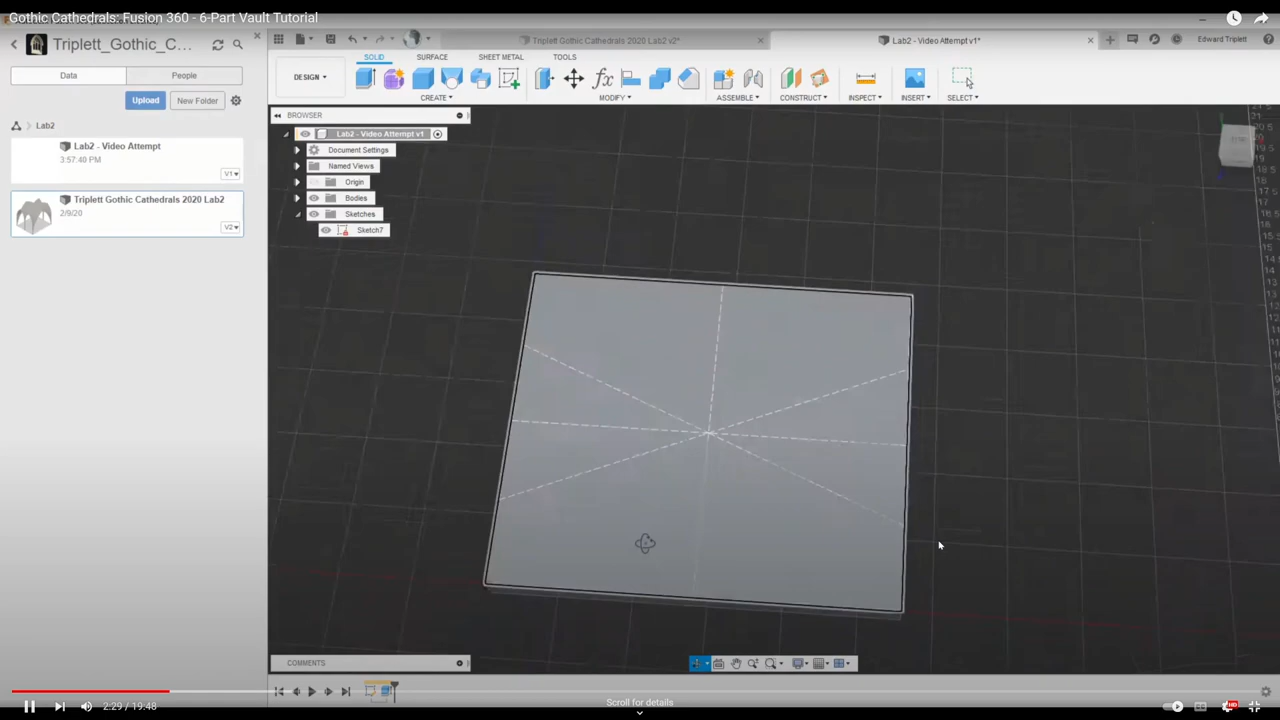 Gothic Cathedrals: Fusion 360 - 6-Part Vault Tutorial
Triplett_Gothic_C...
Triplett Gothic Cathedrals 2020 Lab2 v2*
Lab2 - Video Attempt v1*
Edward Triplett
SOLID
SURFACE
SHEET METAL
TOOLS
Data
People
DESIGN
CREATE
MODIFY
ASSEMBLE
CONSTRUCT
INSPECT
INSERT
SELECT
Upload
New Folder
Lab2
BROWSER
Lab2 - Video Attempt v1
Document Settings
Named Views
Origin
Bodies
Sketches
Sketch7
Lab2 - Video Attempt
3:57:40 PM
V1
Triplett Gothic Cathedrals 2020 Lab2
2/9/20
V2
COMMENTS
2:29 / 19:48
Scroll for details
HD